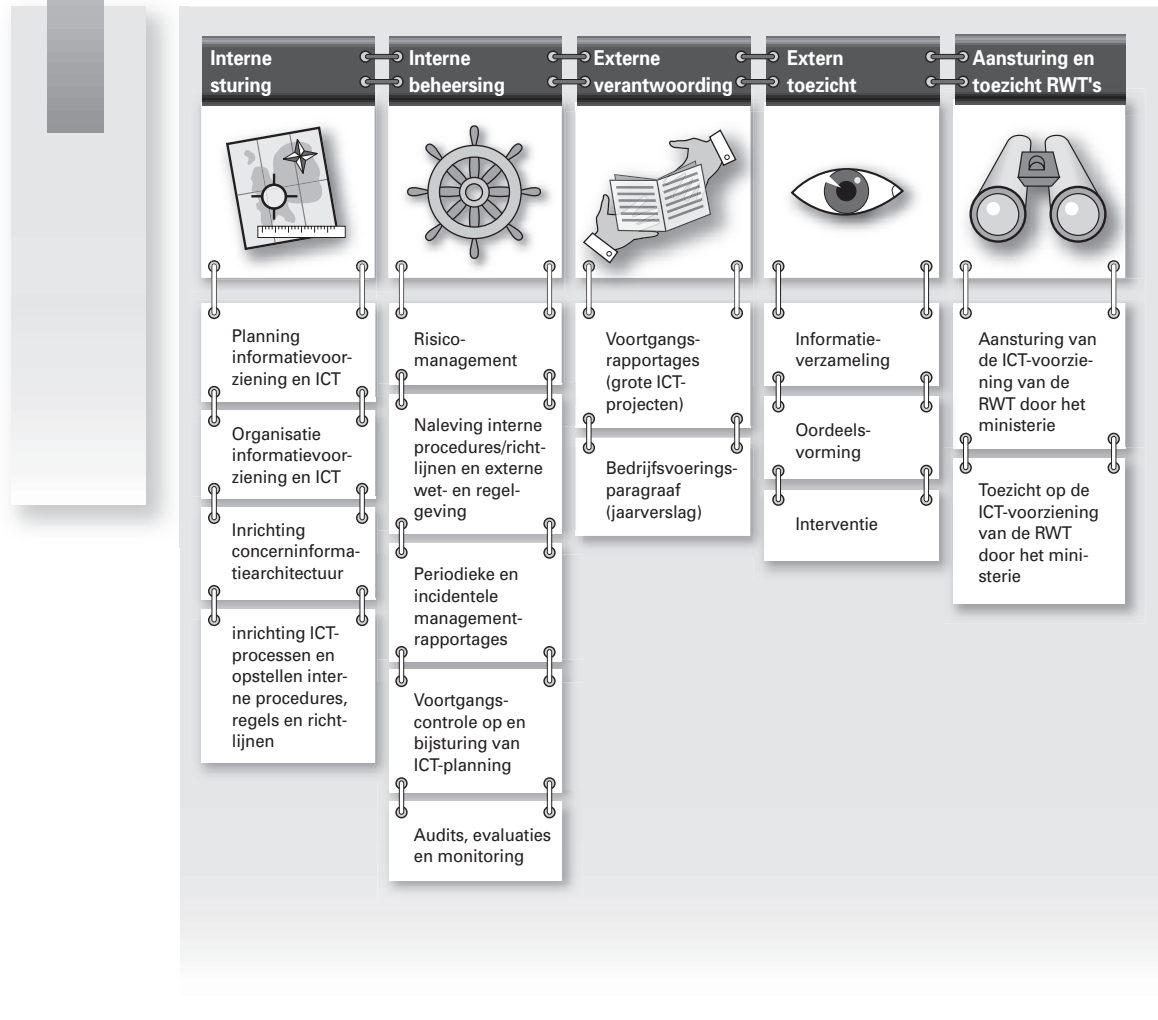 Interne
sturing
Interne
beheersing
Externe
verantwoording
Extern
toezicht
Aansturing en
toezicht RWT's
Planning
informatievoor-
ziening en ICT
Organisatie
informatievoor-
ziening en ICT
Inrichting
concerninforma-
tiearchitectuur
inrichting ICT-
processen en
opstellen inter-
ne procedures,
regels en richt-
lijnen
Risico-
management
Naleving interne
procedures/richt-
lijnen en externe
wet- en regel-
geving
Periodieke en
incidentele
management-
rapportages
Voortgangs-
controle op en
bijsturing van
ICT-planning
Audits, evaluaties
en monitoring
Voortgangs-
rapportages
(grote ICT-
projecten)
Bedrijfsvoerings-
paragraaf
(jaarverslag)
Informatie-
verzameling
Oordeels-
vorming
Interventie
Aansturing van
de ICT-voorzie-
ning van de
RWT door het
ministerie
Toezicht op de
ICT-voorziening
van de RWT
door het mini-
sterie